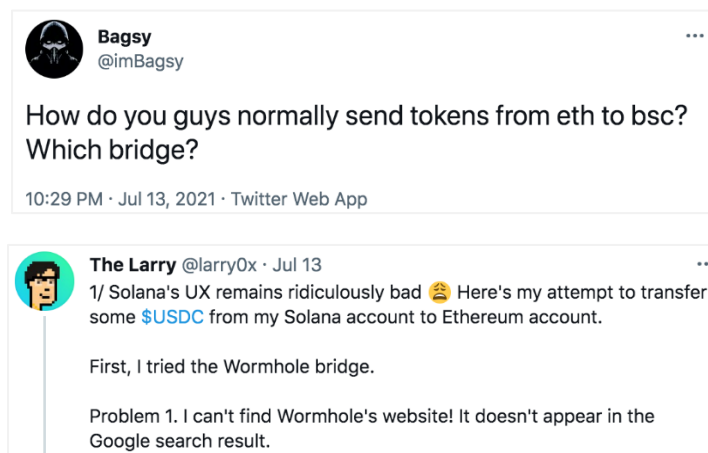 Bagsy
@imBagsy
How do you guys normally send tokens from eth to bsc?
Which bridge?
10:29 PM · Jul 13, 2021 · Twitter Web App
The Larry @larry0x · Jul 13
1/ Solana's UX remains ridiculously bad 😩 Here's my attempt to transfer
some $USDC from my Solana account to Ethereum account.
First, I tried the Wormhole bridge.
Problem 1. I can't find Wormhole's website! It doesn't appear in the
Google search result.